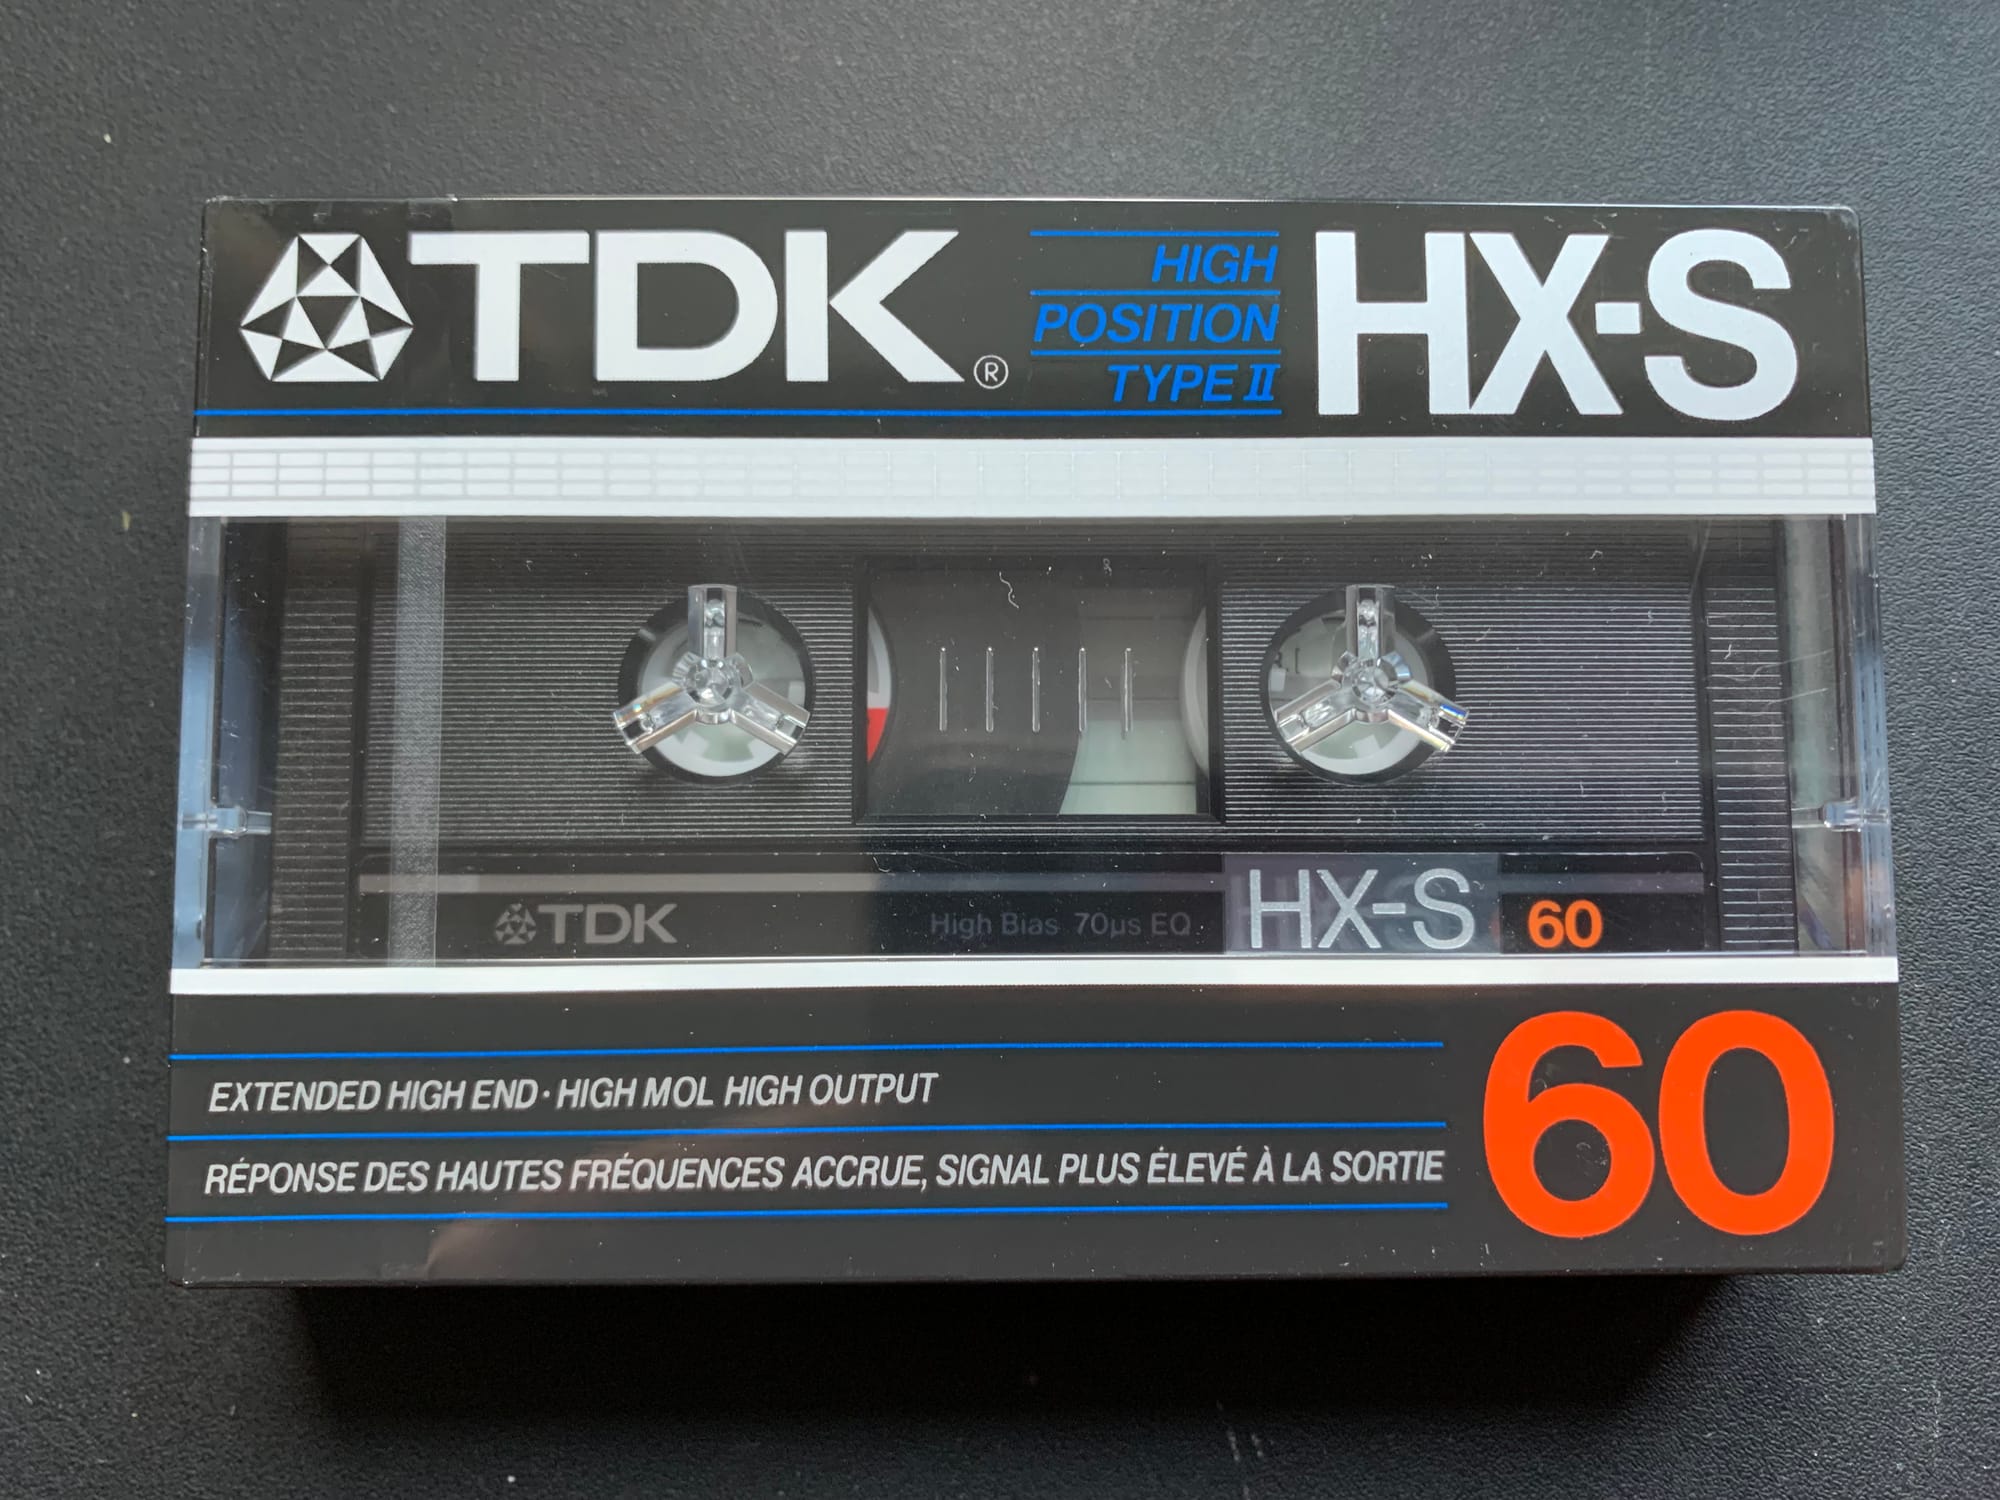 TDK®
HIGH
POSITION
TYPE II
HX-S
TDK
High Bias 70µs EQ
HX-S
60
EXTENDED HIGH END · HIGH MOL HIGH OUTPUT
RÉPONSE DES HAUTES FRÉQUENCES ACCRUE, SIGNAL PLUS ÉLEVÉ À LA SORTIE
60